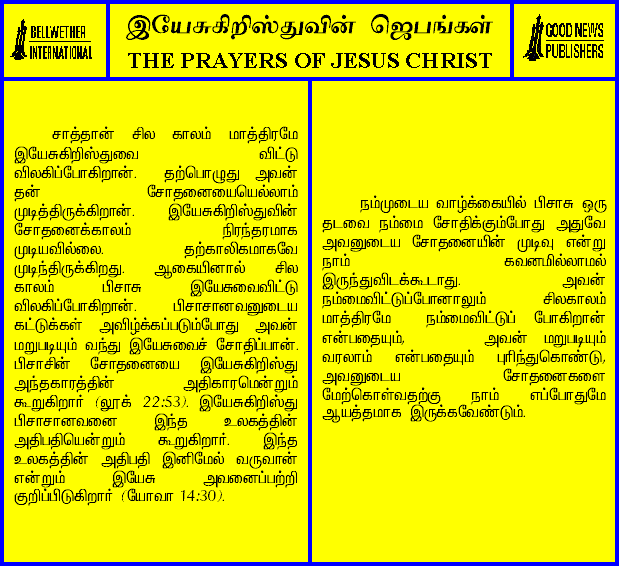 BELLWETHER
INTERNATIONAL
இயேசுகிறிஸ்துவின் ஜெபங்கள்
THE PRAYERS OF JESUS CHRIST
GOOD NEWS
PUBLISHERS
சாத்தான் சில காலம் மாத்திரமே
இயேசுகிறிஸ்துவை விட்டு
விலகிப்போகிறான். தற்பொழுது அவன்
தன் சோதனையையெல்லாம்
முடித்திருக்கிறான். இயேசுகிறிஸ்துவின்
சோதனைக்காலம் நிரந்தரமாக
முடியவில்லை. தற்காலிகமாகவே
முடிந்திருக்கிறது. ஆகையினால் சில
காலம் பிசாசு இயேசுவைவிட்டு
விலகிப்போகிறான். பிசாசானவனுடைய
கட்டுக்கள் அவிழ்க்கப்படும்போது அவன்
மறுபடியும் வந்து இயேசுவைச் சோதிப்பான்.
பிசாசின் சோதனையை இயேசுகிறிஸ்து
அந்தகாரத்தின் அதிகாரமென்றும்
கூறுகிறார் (லூக் 22:53). இயேசுகிறிஸ்து
பிசாசானவனை இந்த உலகத்தின்
அதிபதியென்றும் கூறுகிறார். இந்த
உலகத்தின் அதிபதி இனிமேல் வருவான்
என்றும் இயேசு அவனைப்பற்றி
குறிப்பிடுகிறார் (யோவா 14:30).
நம்முடைய வாழ்க்கையில் பிசாசு ஒரு
தடவை நம்மை சோதிக்கும்போது அதுவே
அவனுடைய சோதனையின் முடிவு என்று
நாம் கவனமில்லாமல்
இருந்துவிடக்கூடாது. அவன்
நம்மைவிட்டுப்போனாலும் சிலகாலம்
மாத்திரமே நம்மைவிட்டுப் போகிறான்
என்பதையும், அவன் மறுபடியும்
வரலாம் என்பதையும் புரிந்துகொண்டு,
அவனுடைய சோதனைகளை
மேற்கொள்வதற்கு நாம் எப்போதுமே
ஆயத்தமாக இருக்கவேண்டும்.